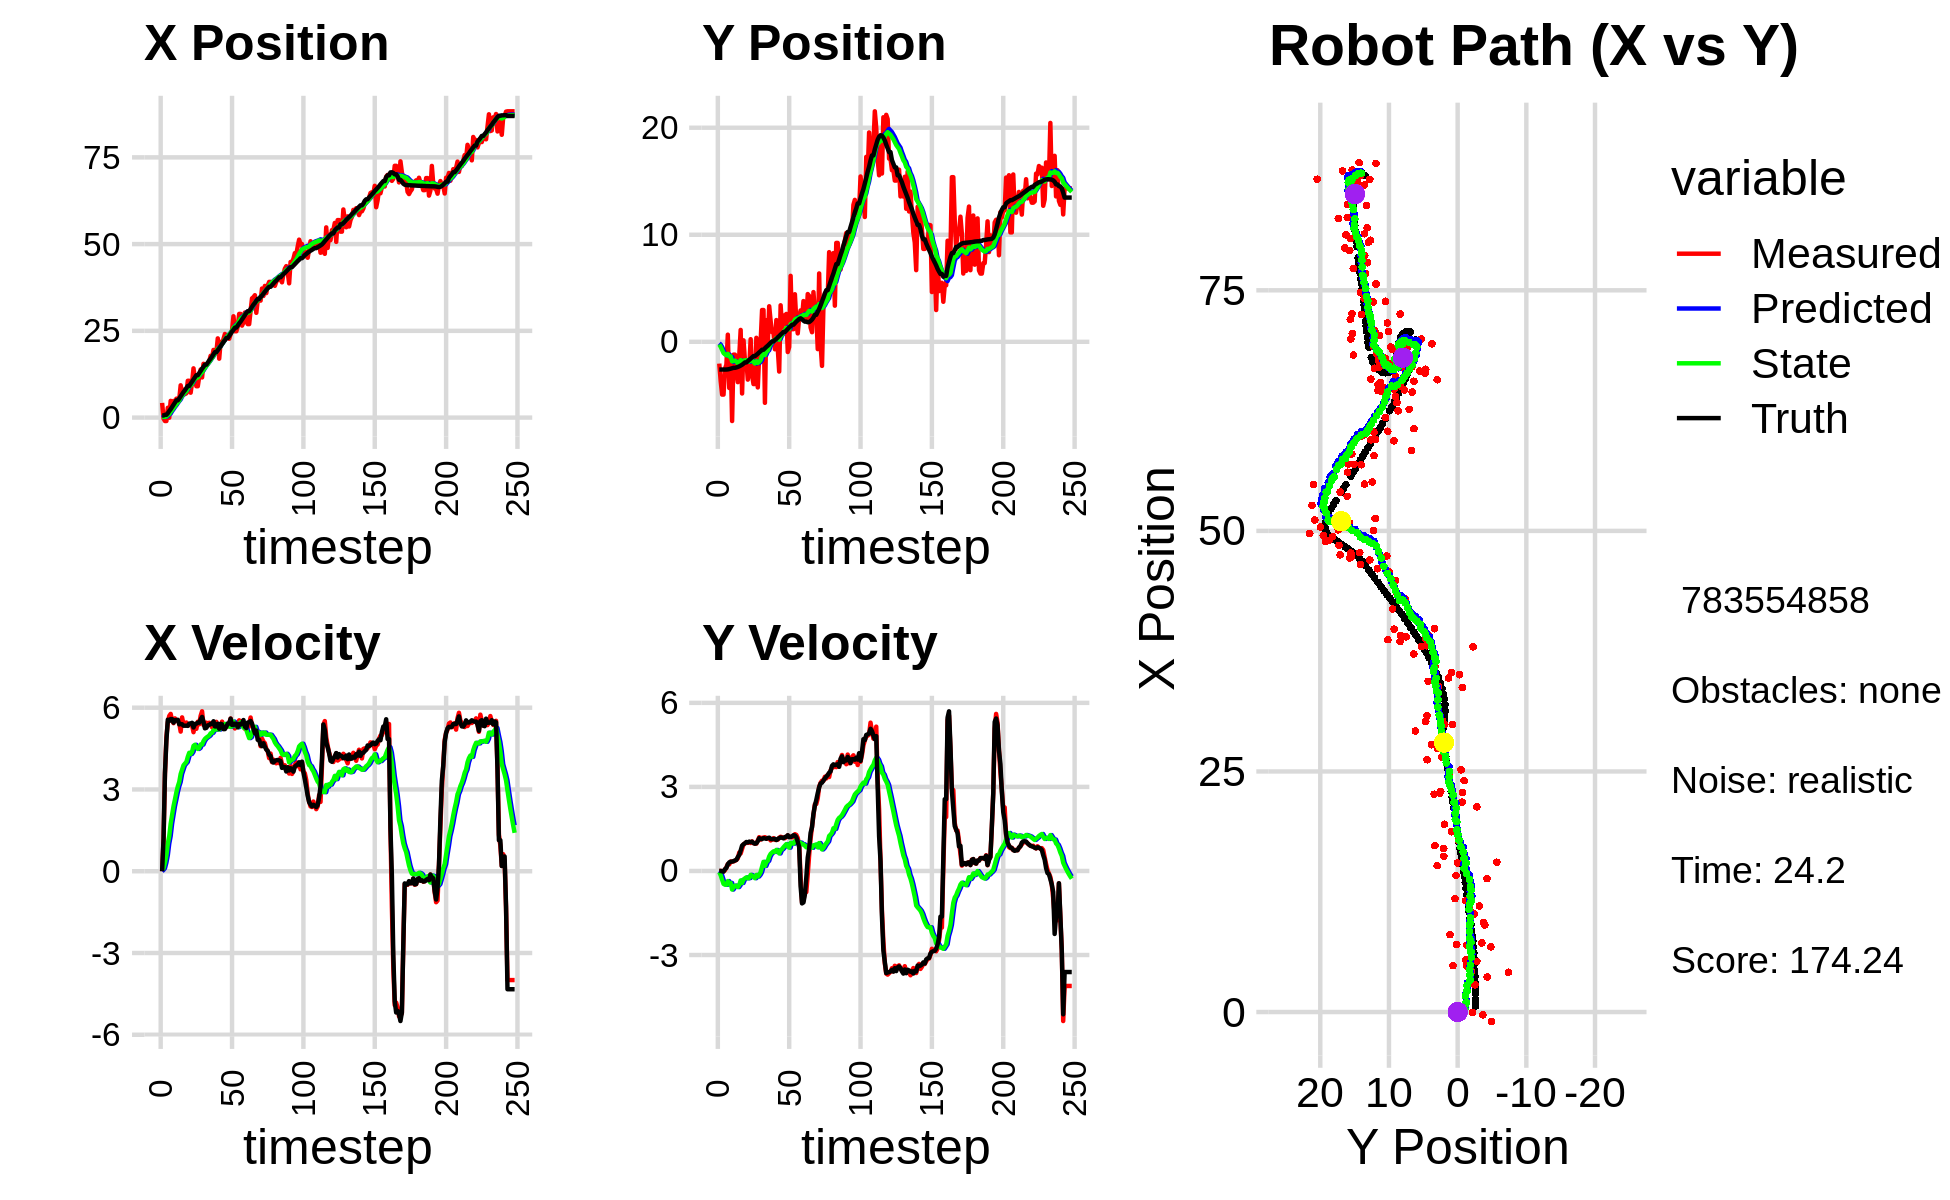 X Position
75
50
25
0
0 50 100 150 200 250
timestep
Y Position
20
10
0
0 50 100 150 200 250
timestep
X Velocity
6
3
0
-3
-6
0 50 100 150 200 250
timestep
Y Velocity
6
3
0
-3
0 50 100 150 200 250
timestep
Robot Path (X vs Y)
X Position
75
50
25
0
20 10 0 -10 -20
Y Position
variable
Measured
Predicted
State
Truth
783554858
Obstacles: none
Noise: realistic
Time: 24.2
Score: 174.24